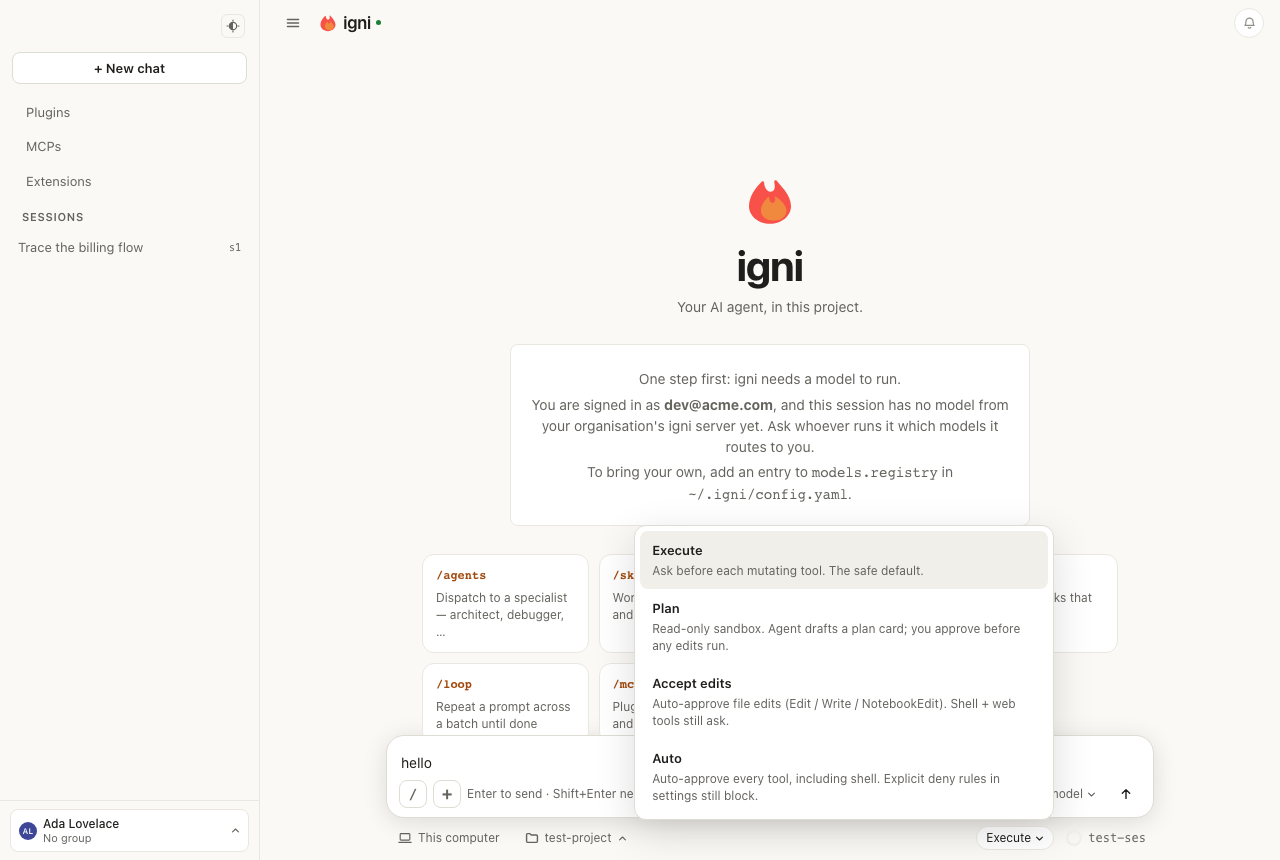 igni
+ New chat
Plugins
MCPs
Extensions
SESSIONS
Trace the billing flow s1
igni
Your AI agent, in this project.
One step first: igni needs a model to run.
You are signed in as dev@acme.com, and this session has no model from
your organisation's igni server yet. Ask whoever runs it which models it
routes to you.
To bring your own, add an entry to models.registry in
~/.igni/config.yaml.
/agents
Dispatch to a specialist
— architect, debugger,
...
/loop
Repeat a prompt across
a batch until done
Execute
Ask before each mutating tool. The safe default.
Plan
Read-only sandbox. Agent drafts a plan card; you approve before
any edits run.
Accept edits
Auto-approve file edits (Edit / Write / NotebookEdit). Shell + web
tools still ask.
Auto
Auto-approve every tool, including shell. Explicit deny rules in
settings still block.
hello
/ + Enter to send · Shift+Enter
AL Ada Lovelace
No group
This computer test-project Execute test-ses